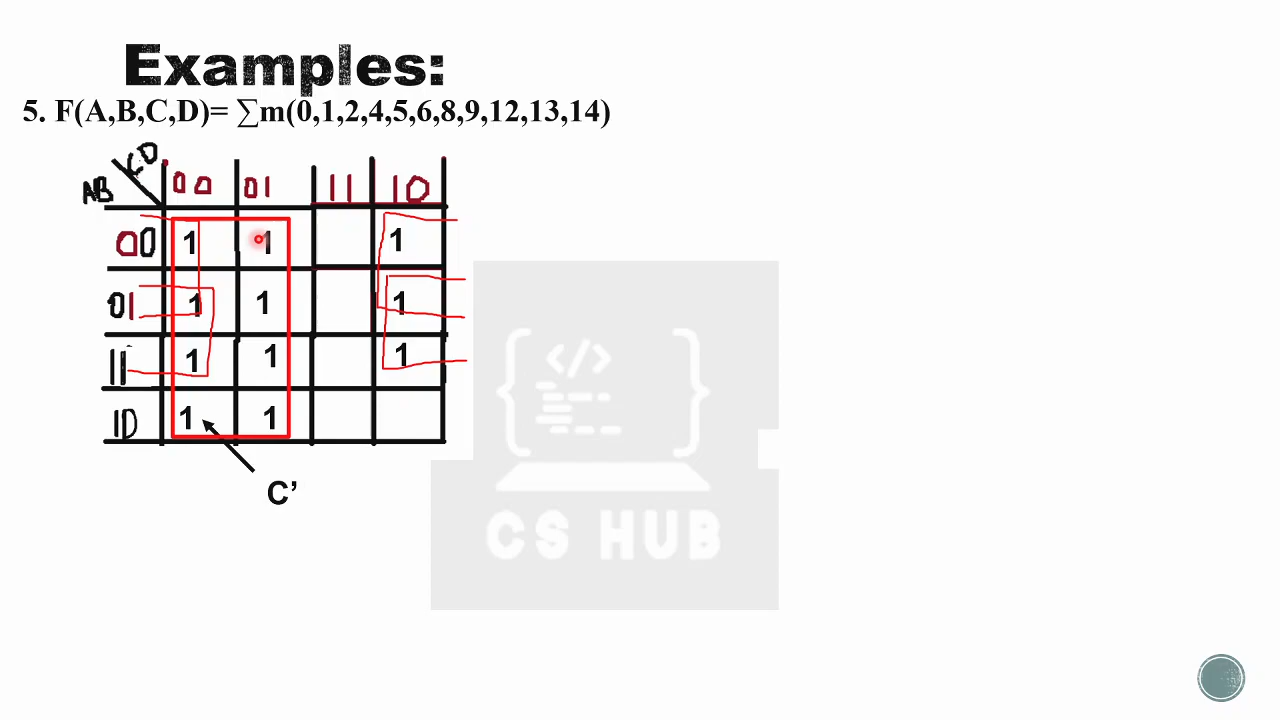 Examples:
5. F(A,B,C,D)= ∑m(0,1,2,4,5,6,8,9,12,13,14)
CD
AB 00 01 11 10
00 1 1 1
01 1 1 1
11 1 1 1
10 1 1
C’
</>
CS HUB